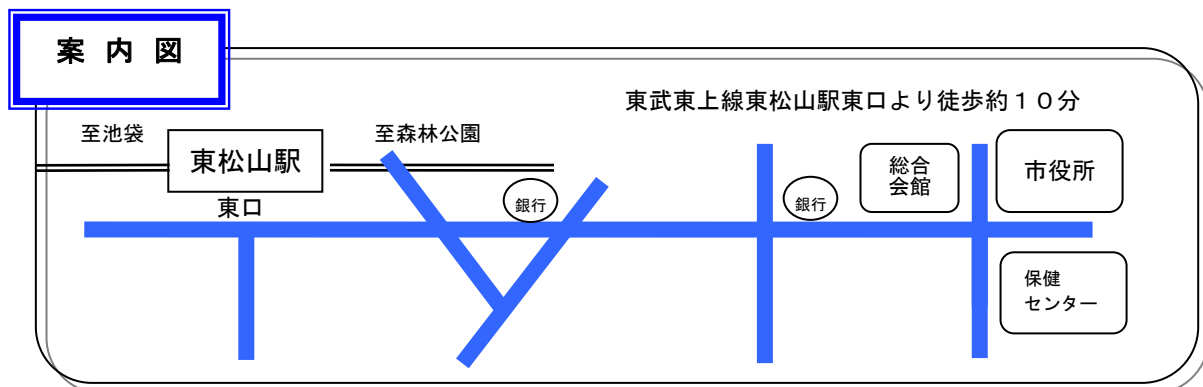 案内図
東武東上線東松山駅東口より徒歩約１０分
至池袋
東松山駅
至森林公園
東口
銀行
銀行
総合
会館
市役所
保健
センター